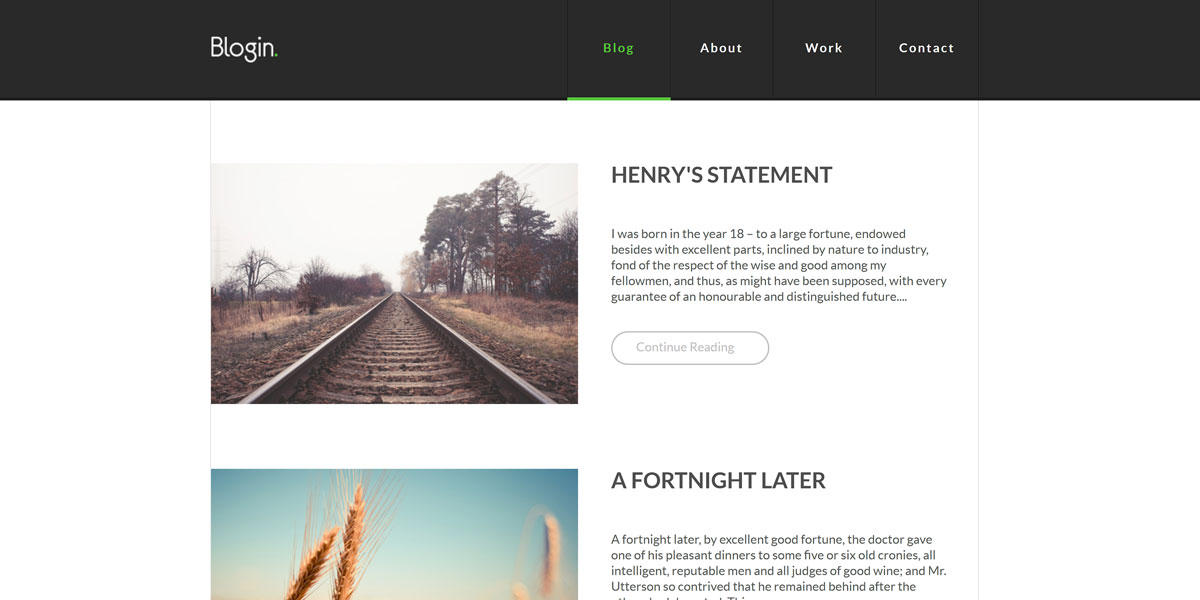 Blogin.
Blog
About
Work
Contact
HENRY'S STATEMENT
I was born in the year 18 – to a large fortune, endowed
besides with excellent parts, inclined by nature to industry,
fond of the respect of the wise and good among my
fellowmen, and thus, as might have been supposed, with every
guarantee of an honourable and distinguished future....
Continue Reading
A FORTNIGHT LATER
A fortnight later, by excellent good fortune, the doctor gave
one of his pleasant dinners to some five or six old cronies, all
intelligent, reputable men and all judges of good wine; and Mr.
Utterson so contrived that he remained behind after the